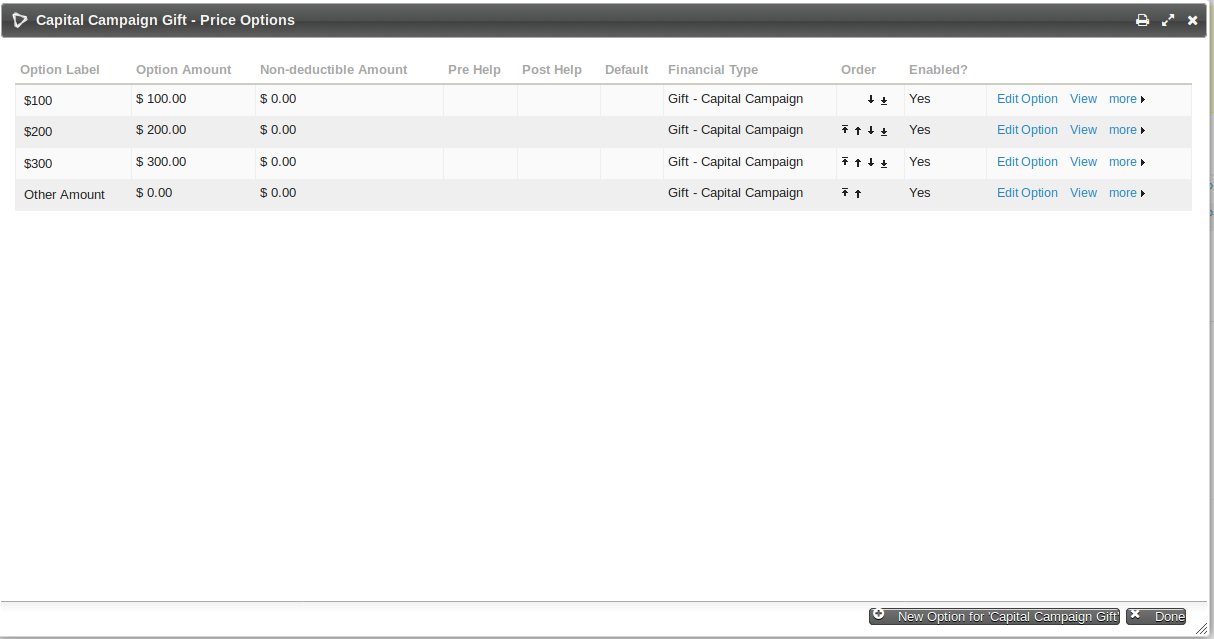 Capital Campaign Gift - Price Options
Option Label Option Amount Non-deductible Amount Pre Help Post Help Default Financial Type Order Enabled?
$100 $ 100.00 $ 0.00 Gift - Capital Campaign Yes Edit Option View more
$200 $ 200.00 $ 0.00 Gift - Capital Campaign Yes Edit Option View more
$300 $ 300.00 $ 0.00 Gift - Capital Campaign Yes Edit Option View more
Other Amount $ 0.00 $ 0.00 Gift - Capital Campaign Yes Edit Option View more
New Option for 'Capital Campaign Gift' Done